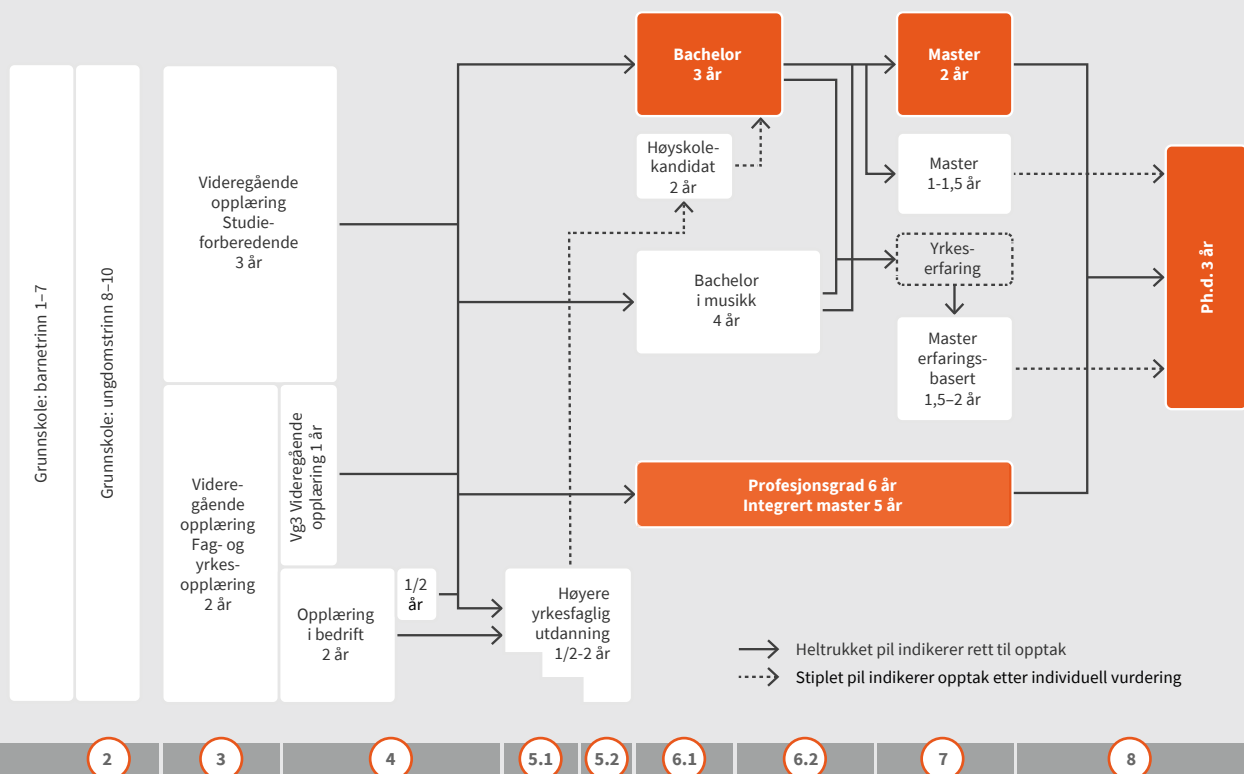 Grunnskole: barnetrinn 1–7
Grunnskole: ungdomstrinn 8–10
Videregående
opplæring
Studie-
forberedende
3 år
Videre-
gående
opplæring
Fag- og
yrkes-
opplæring
2 år
Vg3 Videregående
opplæring 1 år
Opplæring
i bedrift
2 år
1/2
år
Høyere
yrkesfaglig
utdanning
1/2-2 år
Bachelor
3 år
Høyskole-
kandidat
2 år
Bachelor
i musikk
4 år
Master
2 år
Master
1-1,5 år
Yrkes-
erfaring
Master
erfarings-
basert
1,5–2 år
Profesjonsgrad 6 år
Integrert master 5 år
Ph.d. 3 år
Heltrukket pil indikerer rett til opptak
Stiplet pil indikerer opptak etter individuell vurdering
2
3
4
5.1
5.2
6.1
6.2
7
8